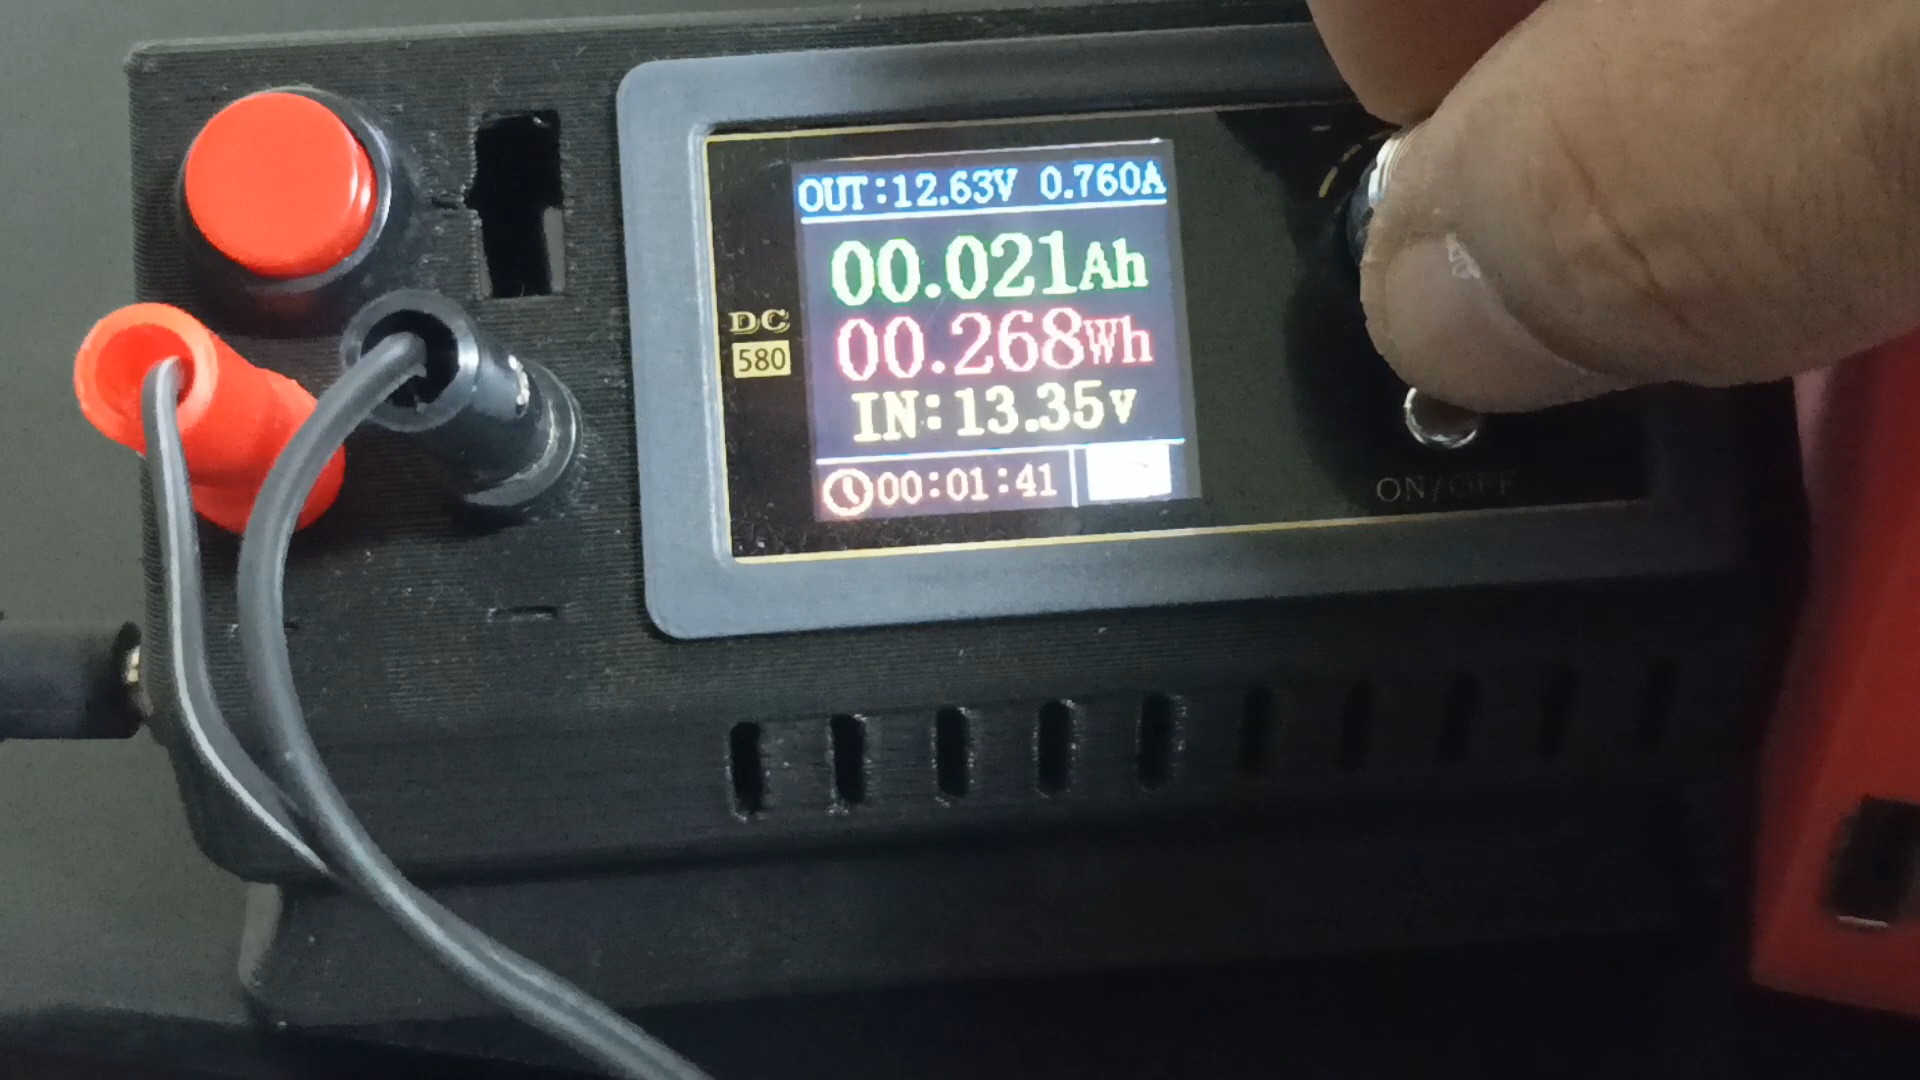 OUT:12.63V 0.760A
00.021Ah
00.268Wh
IN:13.35V
00:01:41
DC
580
ON/OFF